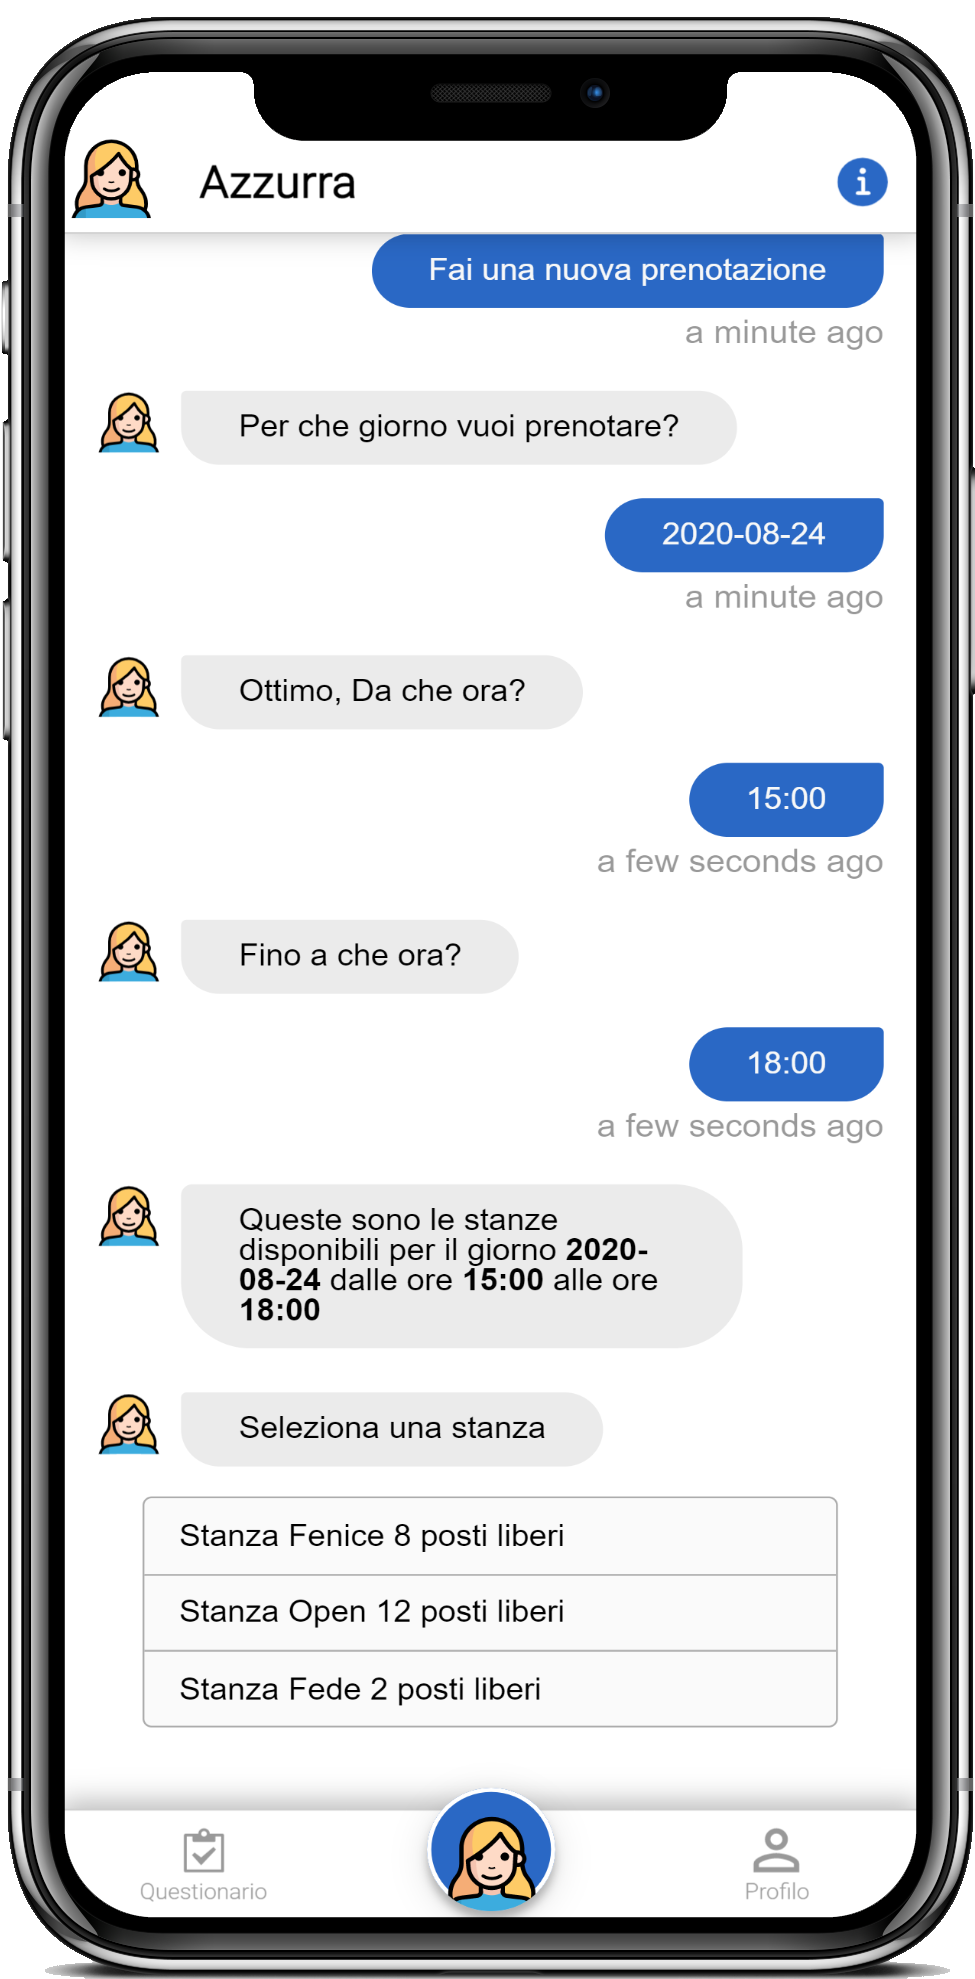 Azzurra
Fai una nuova prenotazione
a minute ago
Per che giorno vuoi prenotare?
2020-08-24
a minute ago
Ottimo, Da che ora?
15:00
a few seconds ago
Fino a che ora?
18:00
a few seconds ago
Queste sono le stanze
disponibili per il giorno 2020-
08-24 dalle ore 15:00 alle ore
18:00
Seleziona una stanza
Stanza Fenice 8 posti liberi
Stanza Open 12 posti liberi
Stanza Fede 2 posti liberi
Questionario
Profilo